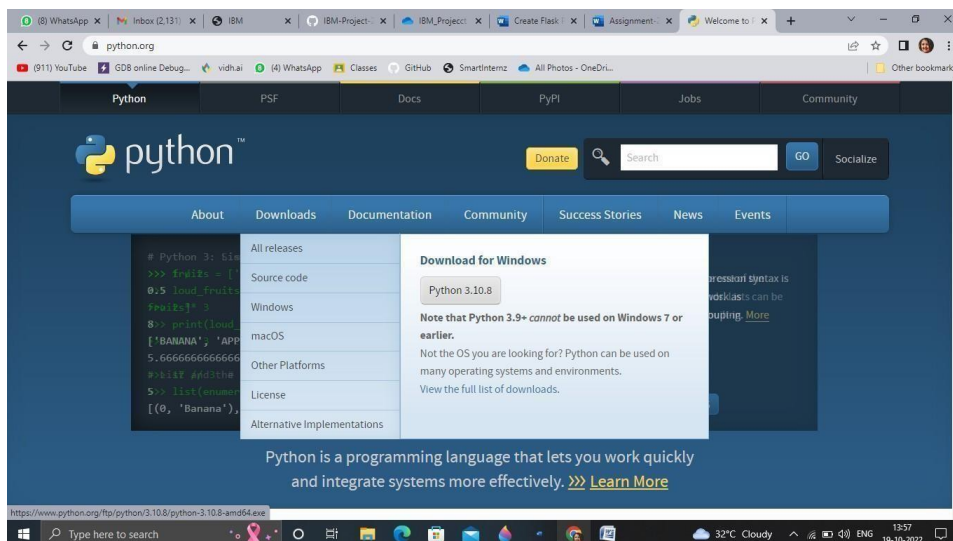 (8) WhatsApp
Inbox (2,131)
IBM
IBM-Project-
IBM_Project
Create Flask
Assignment-
Welcome to
python.org
(911) YouTube
GDB online Debug...
vidh.ai
(4) WhatsApp
Classes
GitHub
SmartInternz
All Photos - OneDri...
Other bookmark
Python
PSF
Docs
PyPI
Jobs
Community
python™
Donate
Search
GO
Socialize
About
Downloads
Documentation
Community
Success Stories
News
Events
# Python 3: Sim
All releases
Source code
Windows
macOS
Other Platforms
License
Alternative Implementations
Download for Windows
Python 3.10.8
Note that Python 3.9+ cannot be used on Windows 7 or
earlier.
Not the OS you are looking for? Python can be used on
many operating systems and environments.
View the full list of downloads.
>>> print(loud_
['BANANA', 'APP
5.6666666666666
>> list(enumer
[(0, 'Banana'),
More
Python is a programming language that lets you work quickly
and integrate systems more effectively. >>> Learn More
https://www.python.org/ftp/python/3.10.8/python-3.10.8-amd64.exe
Type here to search
32°C Cloudy
ENG
13:57
19-10-2022